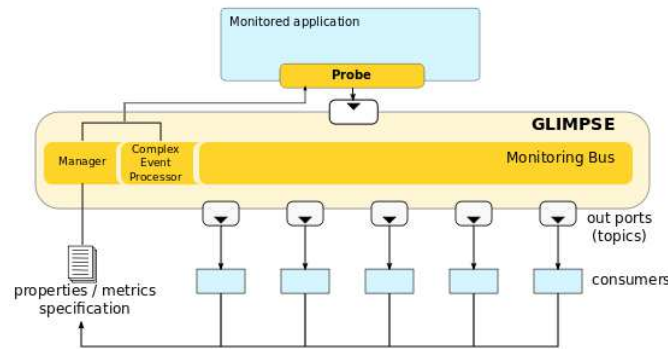 Monitored application
Probe
GLIMPSE
Manager
Complex
Event
Processor
Monitoring Bus
out ports
(topics)
properties / metrics
specification
consumers